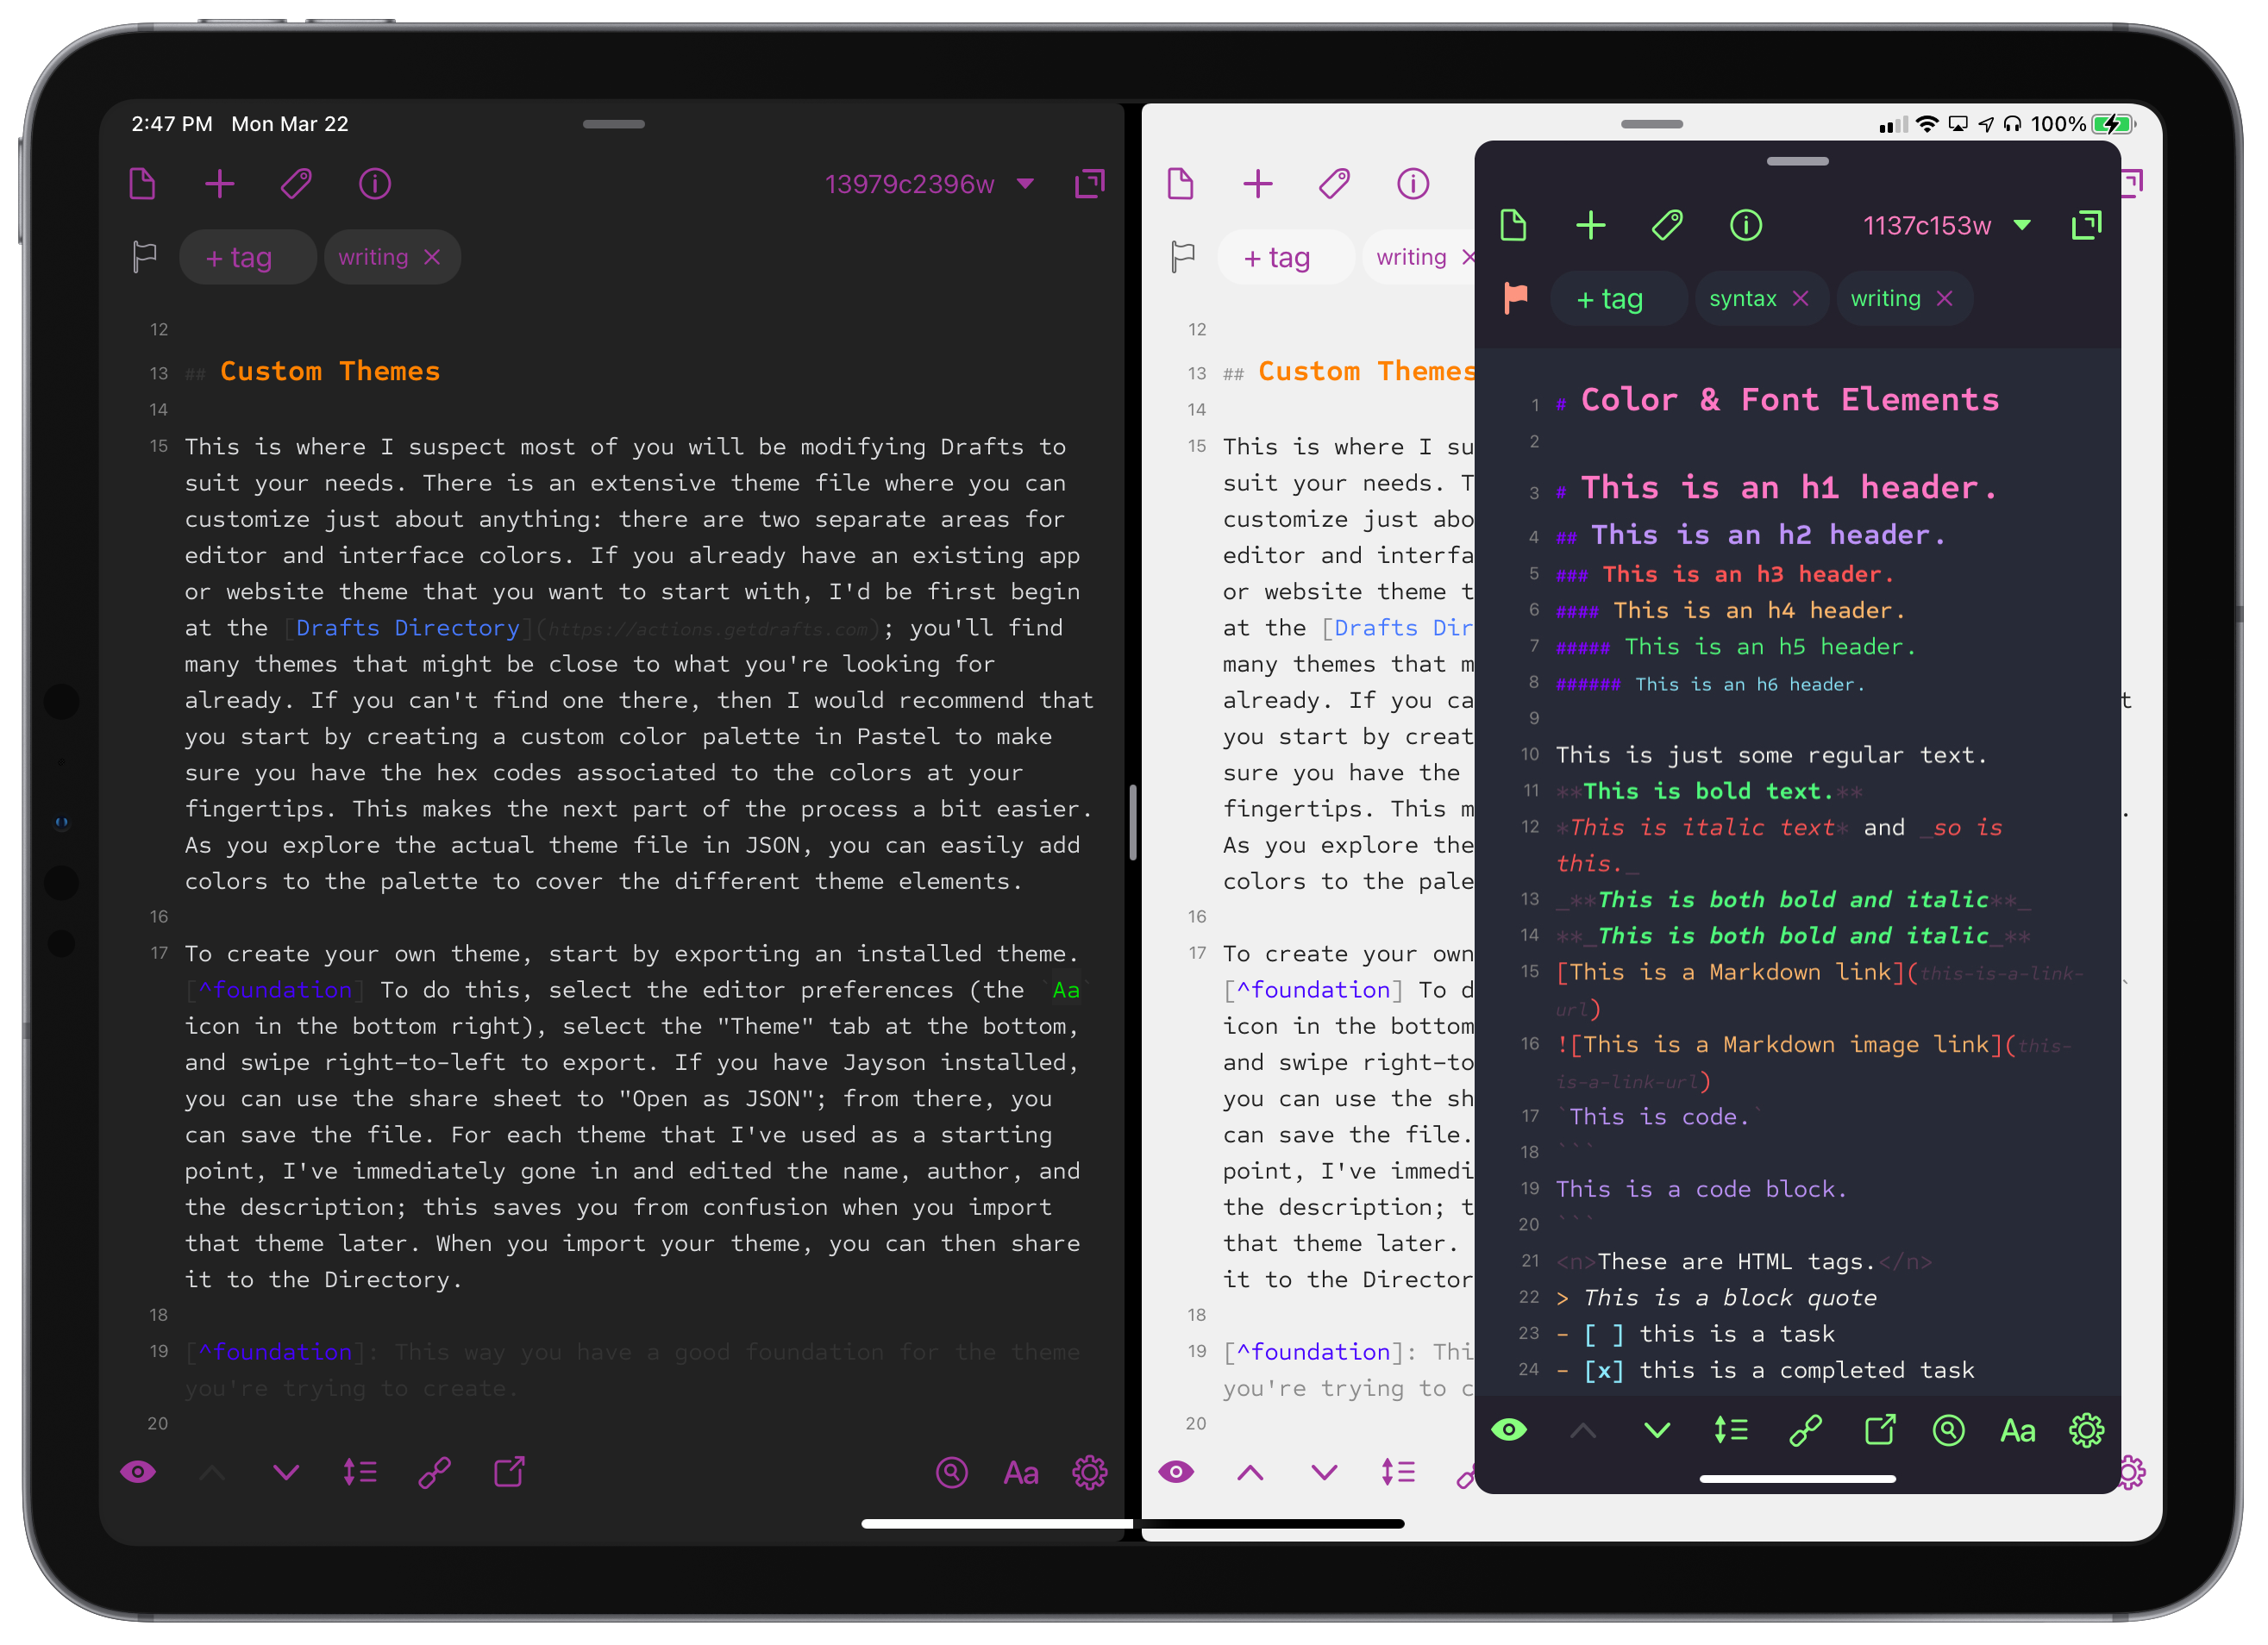 2:47 PM Mon Mar 22
13979c2396w
+ tag
writing ×
12
13 ## Custom Themes
14
15 This is where I suspect most of you will be modifying Drafts to
suit your needs. There is an extensive theme file where you can
customize just about anything: there are two separate areas for
editor and interface colors. If you already have an existing app
or website theme that you want to start with, I'd be first begin
at the [Drafts Directory](https://actions.getdrafts.com); you'll find
many themes that might be close to what you're looking for
already. If you can't find one there, then I would recommend that
you start by creating a custom color palette in Pastel to make
sure you have the hex codes associated to the colors at your
fingertips. This makes the next part of the process a bit easier.
As you explore the actual theme file in JSON, you can easily add
colors to the palette to cover the different theme elements.
16
17 To create your own theme, start by exporting an installed theme.
[^foundation] To do this, select the editor preferences (the `Aa`
icon in the bottom right), select the "Theme" tab at the bottom,
and swipe right-to-left to export. If you have Jayson installed,
you can use the share sheet to "Open as JSON"; from there, you
can save the file. For each theme that I've used as a starting
point, I've immediately gone in and edited the name, author, and
the description; this saves you from confusion when you import
that theme later. When you import your theme, you can then share
it to the Directory.
18
19 [^foundation]: This way you have a good foundation for the theme
you're trying to create.
20
Aa
100%
+ tag
writing ×
12
13 ## Custom Themes
14
15 This is where I su
suit your needs. T
customize just abo
editor and interfa
or website theme t
at the [Drafts Dir
many themes that m
already. If you ca
t
you start by creat
sure you have the
fingertips. This m
.
As you explore the
colors to the pale
16
17 To create your own
[^foundation] To d
`
icon in the bottom
and swipe right-to
you can use the sh
can save the file.
point, I've immedi
the description; t
that theme later.
it to the Director
18
19 [^foundation]: Thi
you're trying to c
20
1137c153w
+ tag
syntax ×
writing ×
1 # Color & Font Elements
2
3 # This is an h1 header.
4 ## This is an h2 header.
5 ### This is an h3 header.
6 #### This is an h4 header.
7 ##### This is an h5 header.
8 ###### This is an h6 header.
9
10 This is just some regular text.
11 **This is bold text.**
12 *This is italic text* and _so is
this._
13 _**This is both bold and italic**_
14 **_This is both bold and italic_**
15 [This is a Markdown link](this-is-a-link-
url)
16 ![This is a Markdown image link](this-
is-a-link-url)
17 `This is code.`
18 ```
19 This is a code block.
20 ```
21 <n>These are HTML tags.</n>
22 > This is a block quote
23 - [ ] this is a task
24 - [x] this is a completed task
Aa